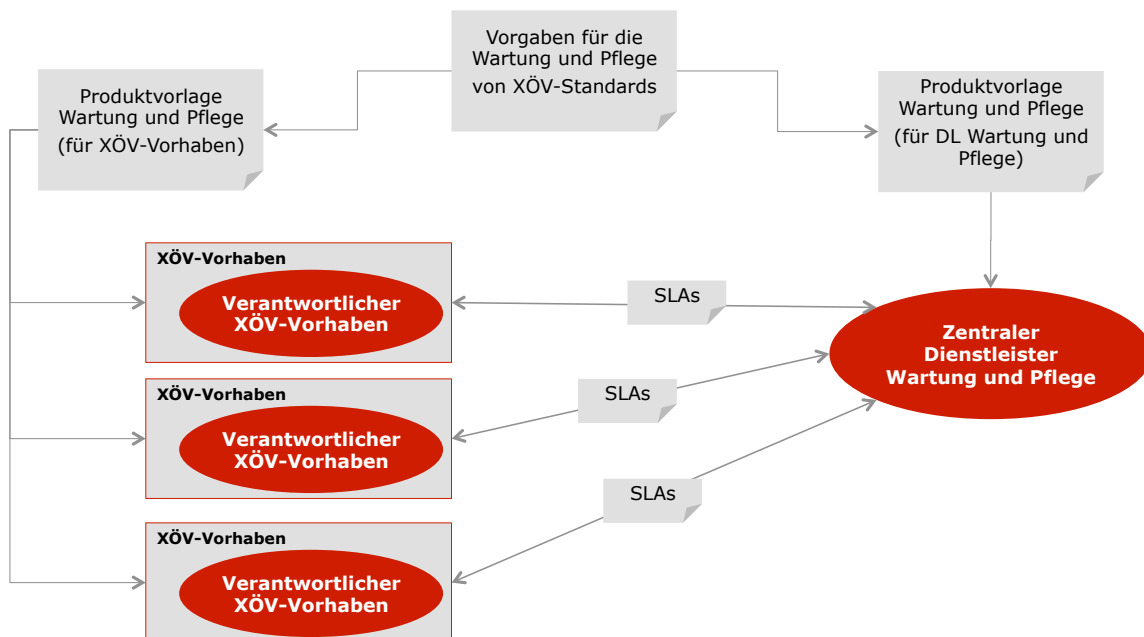 Vorgaben für die
Wartung und Pflege
von XÖV-Standards
Produktvorlage
Wartung und Pflege
(für XÖV-Vorhaben)
Produktvorlage
Wartung und Pflege
(für DL Wartung und
Pflege)
XÖV-Vorhaben
Verantwortlicher
XÖV-Vorhaben
SLAs
Zentraler
Dienstleister
Wartung und Pflege
XÖV-Vorhaben
Verantwortlicher
XÖV-Vorhaben
SLAs
XÖV-Vorhaben
Verantwortlicher
XÖV-Vorhaben
SLAs